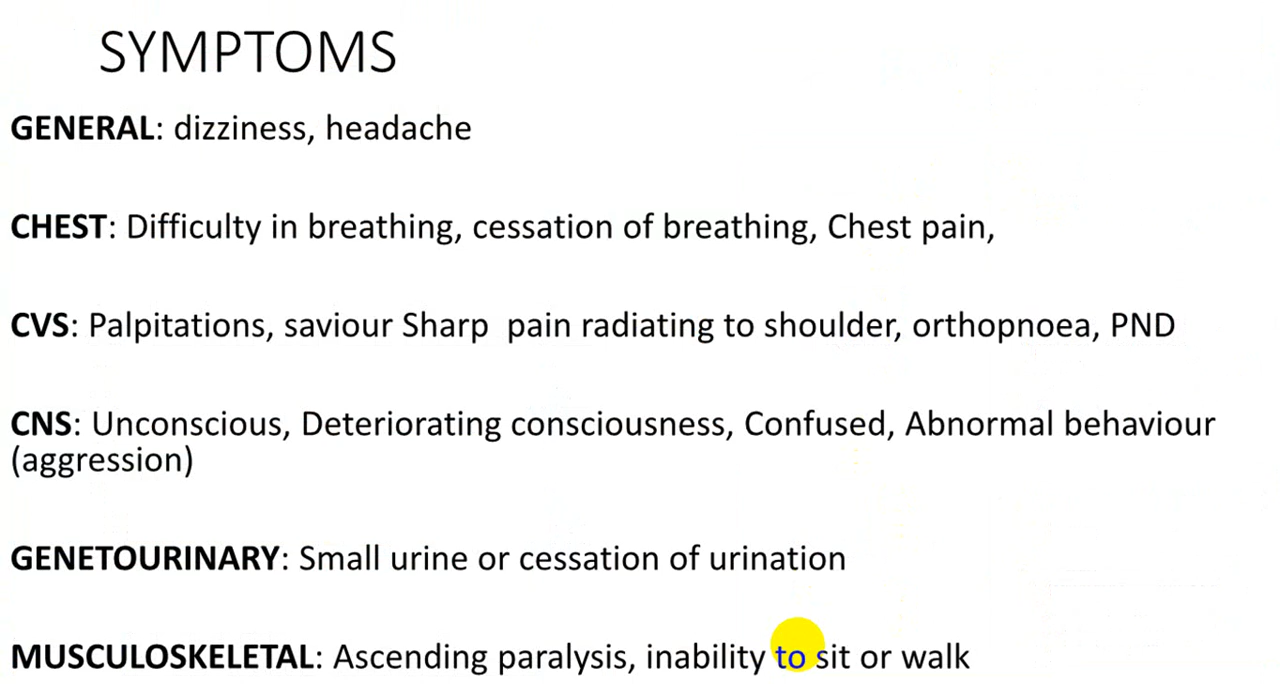 SYMPTOMS
GENERAL: dizziness, headache
CHEST: Difficulty in breathing, cessation of breathing, Chest pain,
CVS: Palpitations, saviour Sharp  pain radiating to shoulder, orthopnoea, PND
CNS: Unconscious, Deteriorating consciousness, Confused, Abnormal behaviour
(aggression)
GENETOURINARY: Small urine or cessation of urination
MUSCULOSKELETAL: Ascending paralysis, inability to sit or walk